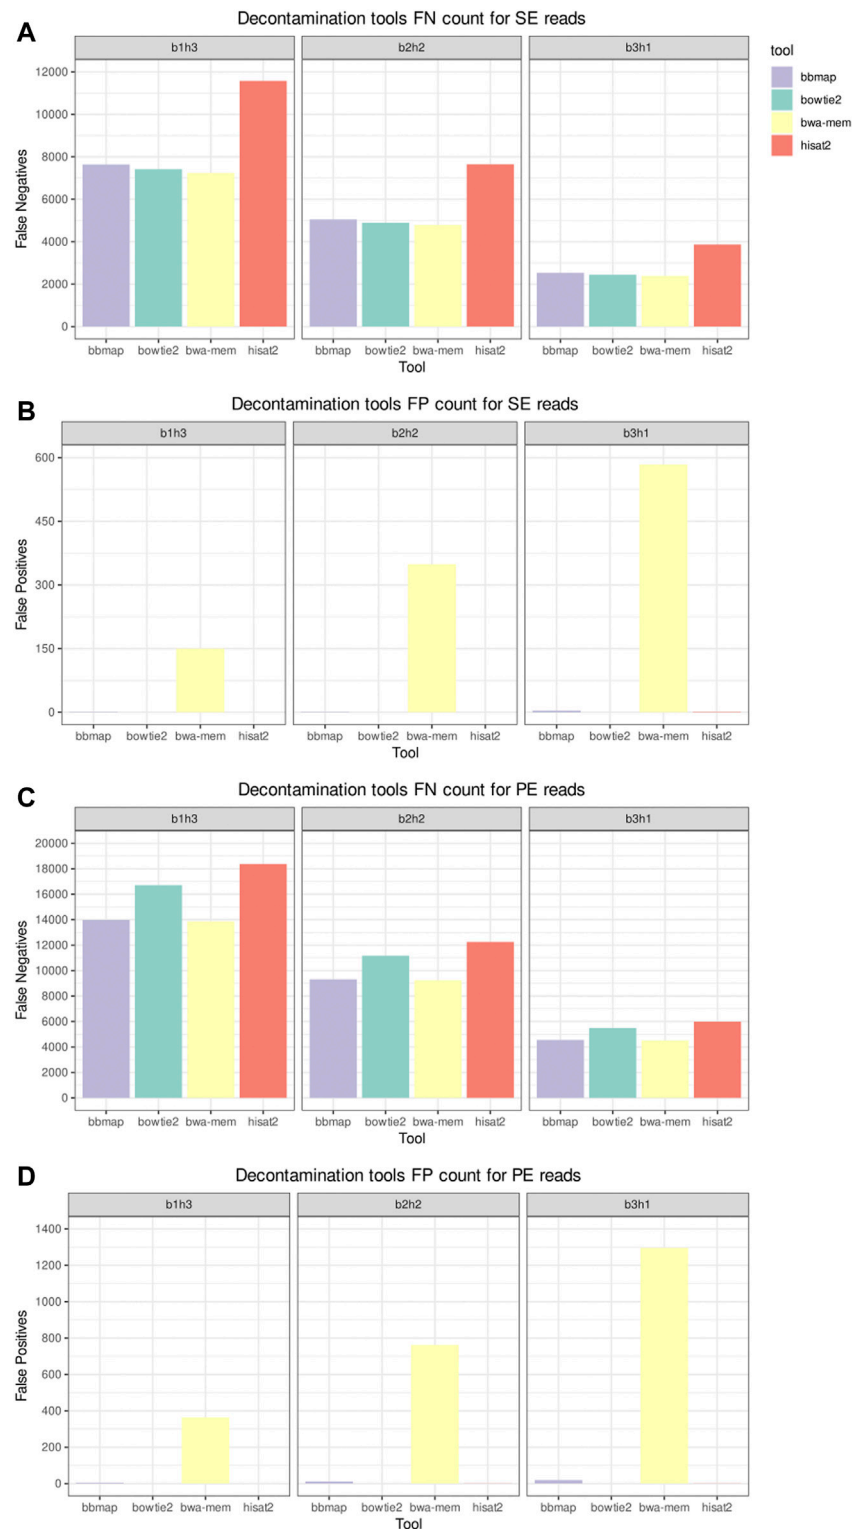 A
Decontamination tools FN count for SE reads
b1h3 b2h2 b3h1
tool
bbmap
bowtie2
bwa-mem
hisat2
False Negatives
12000
10000
8000
6000
4000
2000
0
bbmap bowtie2 bwa-mem hisat2 bbmap bowtie2 bwa-mem hisat2 bbmap bowtie2 bwa-mem hisat2
Tool
B
Decontamination tools FP count for SE reads
b1h3 b2h2 b3h1
False Positives
600
450
300
150
0
bbmap bowtie2 bwa-mem hisat2 bbmap bowtie2 bwa-mem hisat2 bbmap bowtie2 bwa-mem hisat2
Tool
C
Decontamination tools FN count for PE reads
b1h3 b2h2 b3h1
False Negatives
20000
18000
16000
14000
12000
10000
8000
6000
4000
2000
0
bbmap bowtie2 bwa-mem hisat2 bbmap bowtie2 bwa-mem hisat2 bbmap bowtie2 bwa-mem hisat2
Tool
D
Decontamination tools FP count for PE reads
b1h3 b2h2 b3h1
False Positives
1400
1200
1000
800
600
400
200
0
bbmap bowtie2 bwa-mem hisat2 bbmap bowtie2 bwa-mem hisat2 bbmap bowtie2 bwa-mem hisat2
Tool